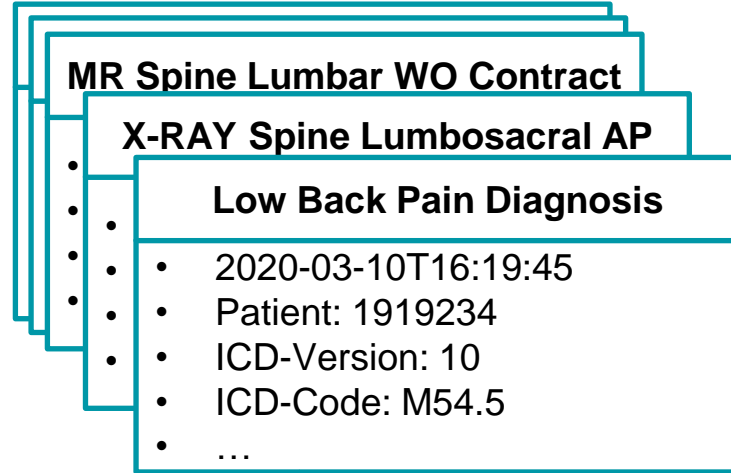 MR Spine Lumbar WO Contract
X-RAY Spine Lumbosacral AP
Low Back Pain Diagnosis
• 2020-03-10T16:19:45
• Patient: 1919234
• ICD-Version: 10
• ICD-Code: M54.5
• …